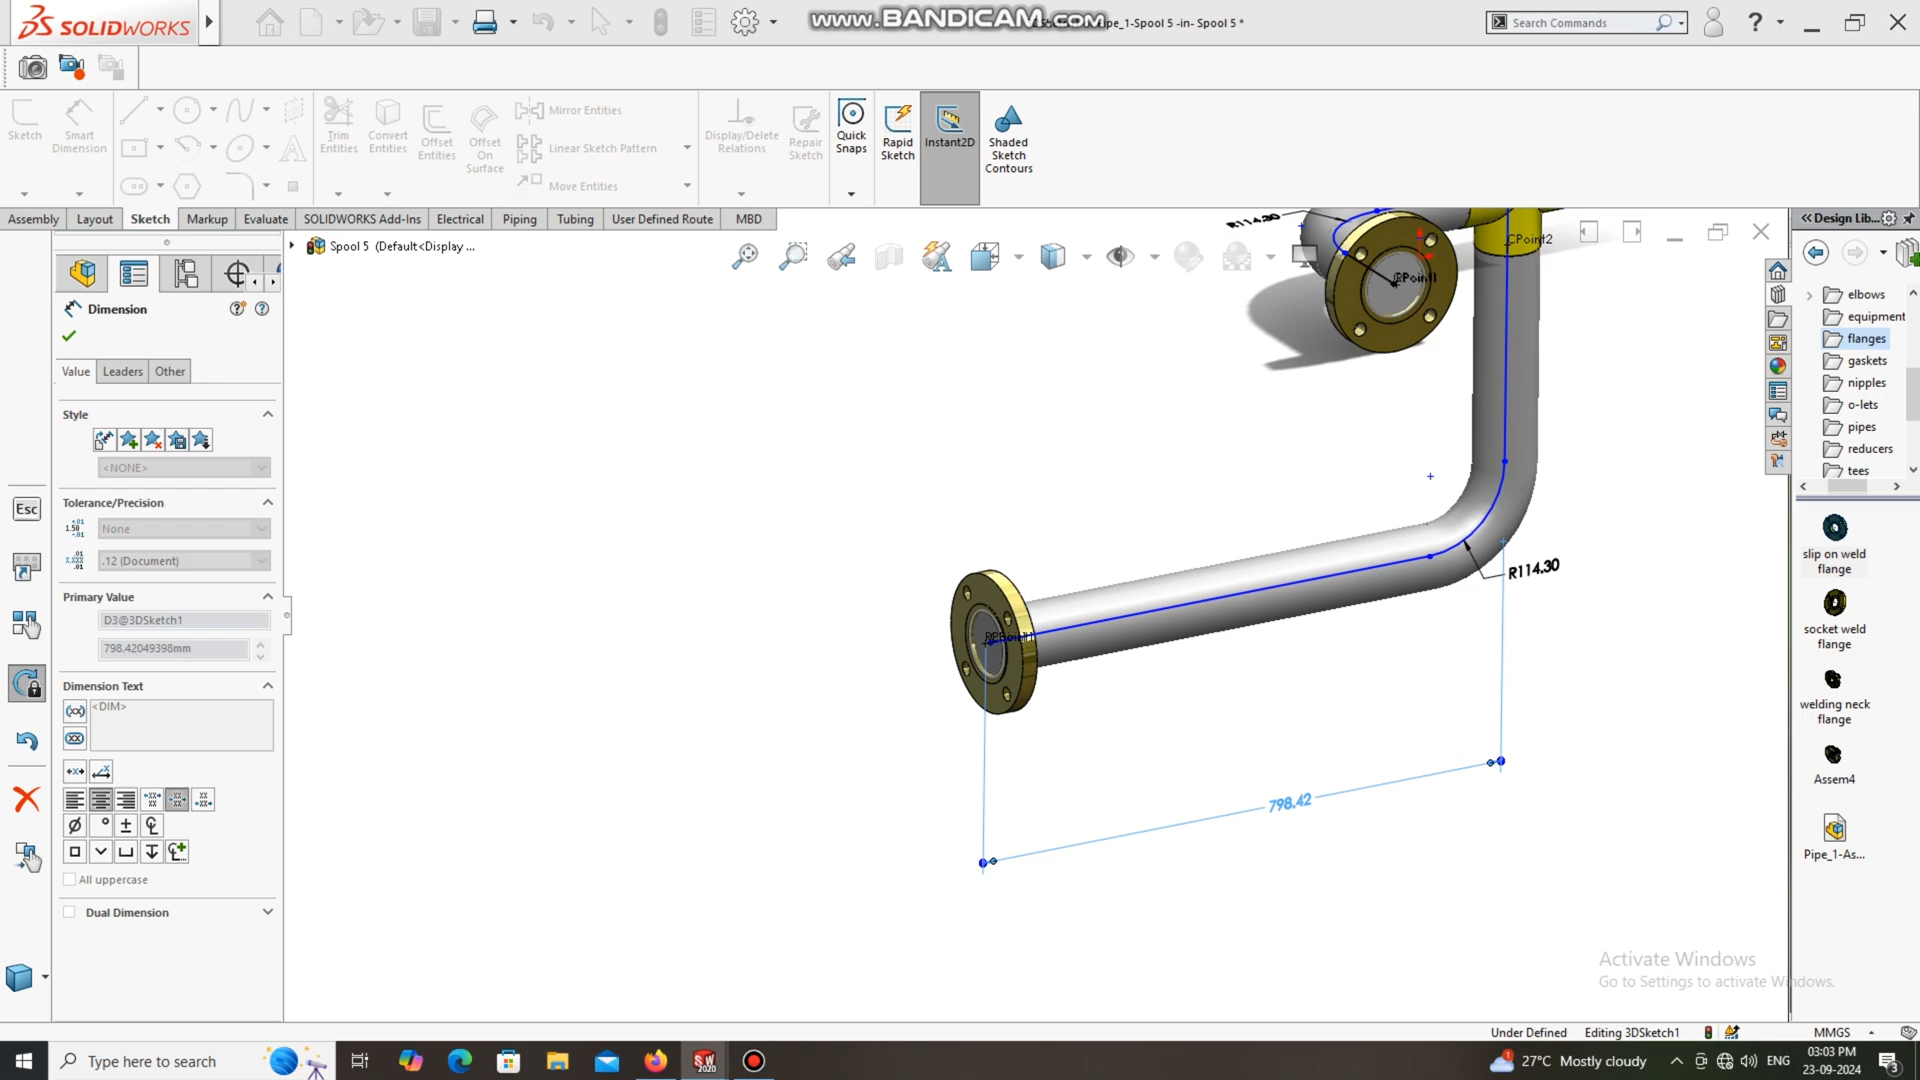 SOLIDWORKS
www.BANDICAM.com
Pipe_1-Spool 5 -in- Spool 5 *
Search Commands
Sketch
Smart Dimension
Trim Entities
Convert Entities
Offset Entities
Offset On Surface
Mirror Entities
Linear Sketch Pattern
Move Entities
Display/Delete Relations
Repair Sketch
Quick Snaps
Rapid Sketch
Instant2D
Shaded Sketch Contours
Assembly
Layout
Sketch
Markup
Evaluate
SOLIDWORKS Add-Ins
Electrical
Piping
Tubing
User Defined Route
MBD
Design Lib...
Spool 5 (Default<Display ...
Dimension
Value
Leaders
Other
Style
<NONE>
Tolerance/Precision
None
.12 (Document)
Primary Value
D3@3DSketch1
798.42049398mm
Dimension Text
<DIM>
All uppercase
Dual Dimension
Esc
R114.30
CPoint2
RPoint1
R114.30
798.42
elbows
equipment
flanges
gaskets
nipples
o-lets
pipes
reducers
tees
slip on weld flange
socket weld flange
welding neck flange
Assem4
Pipe_1-As...
Activate Windows
Go to Settings to activate Windows.
Under Defined
Editing 3DSketch1
MMGS
Type here to search
27°C Mostly cloudy
ENG
03:03 PM
23-09-2024